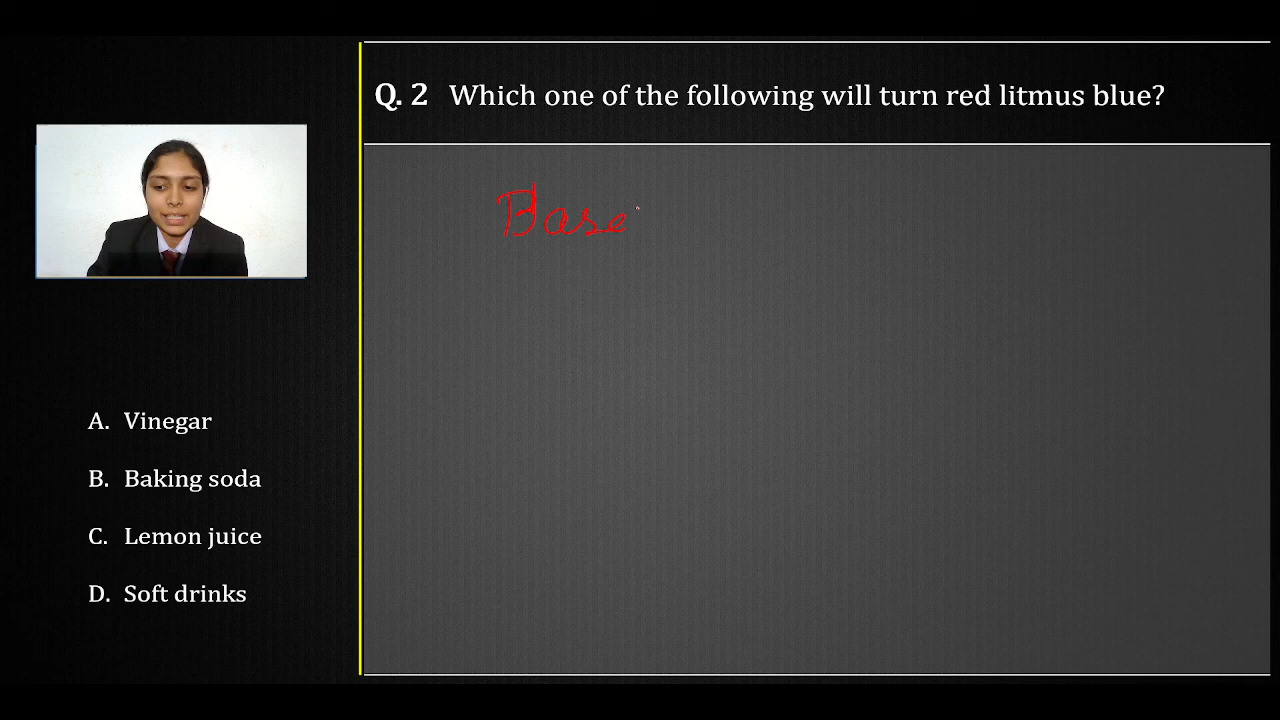 Q. 2 Which one of the following will turn red litmus blue?
Base
A. Vinegar
B. Baking soda
C. Lemon juice
D. Soft drinks